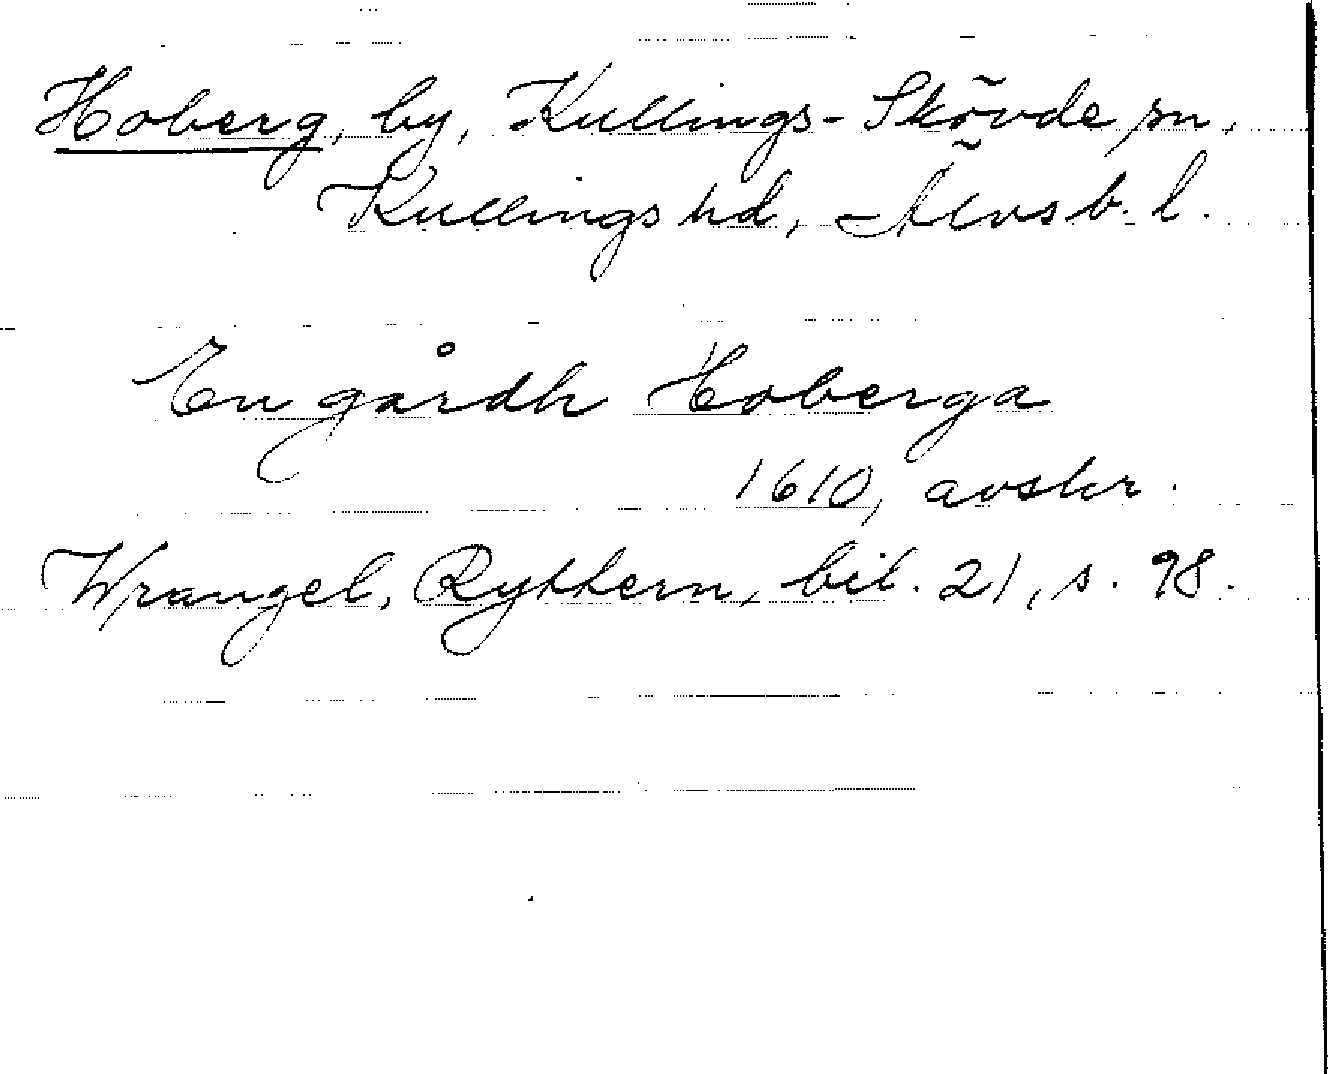 Hoberg, by, Kullings-Skövde sn,
Kullings hd, Älvsb. l.
En gårdh Hoberga
1610, avskr.
Wrangel, Ryttern, bil. 21, s. 98.